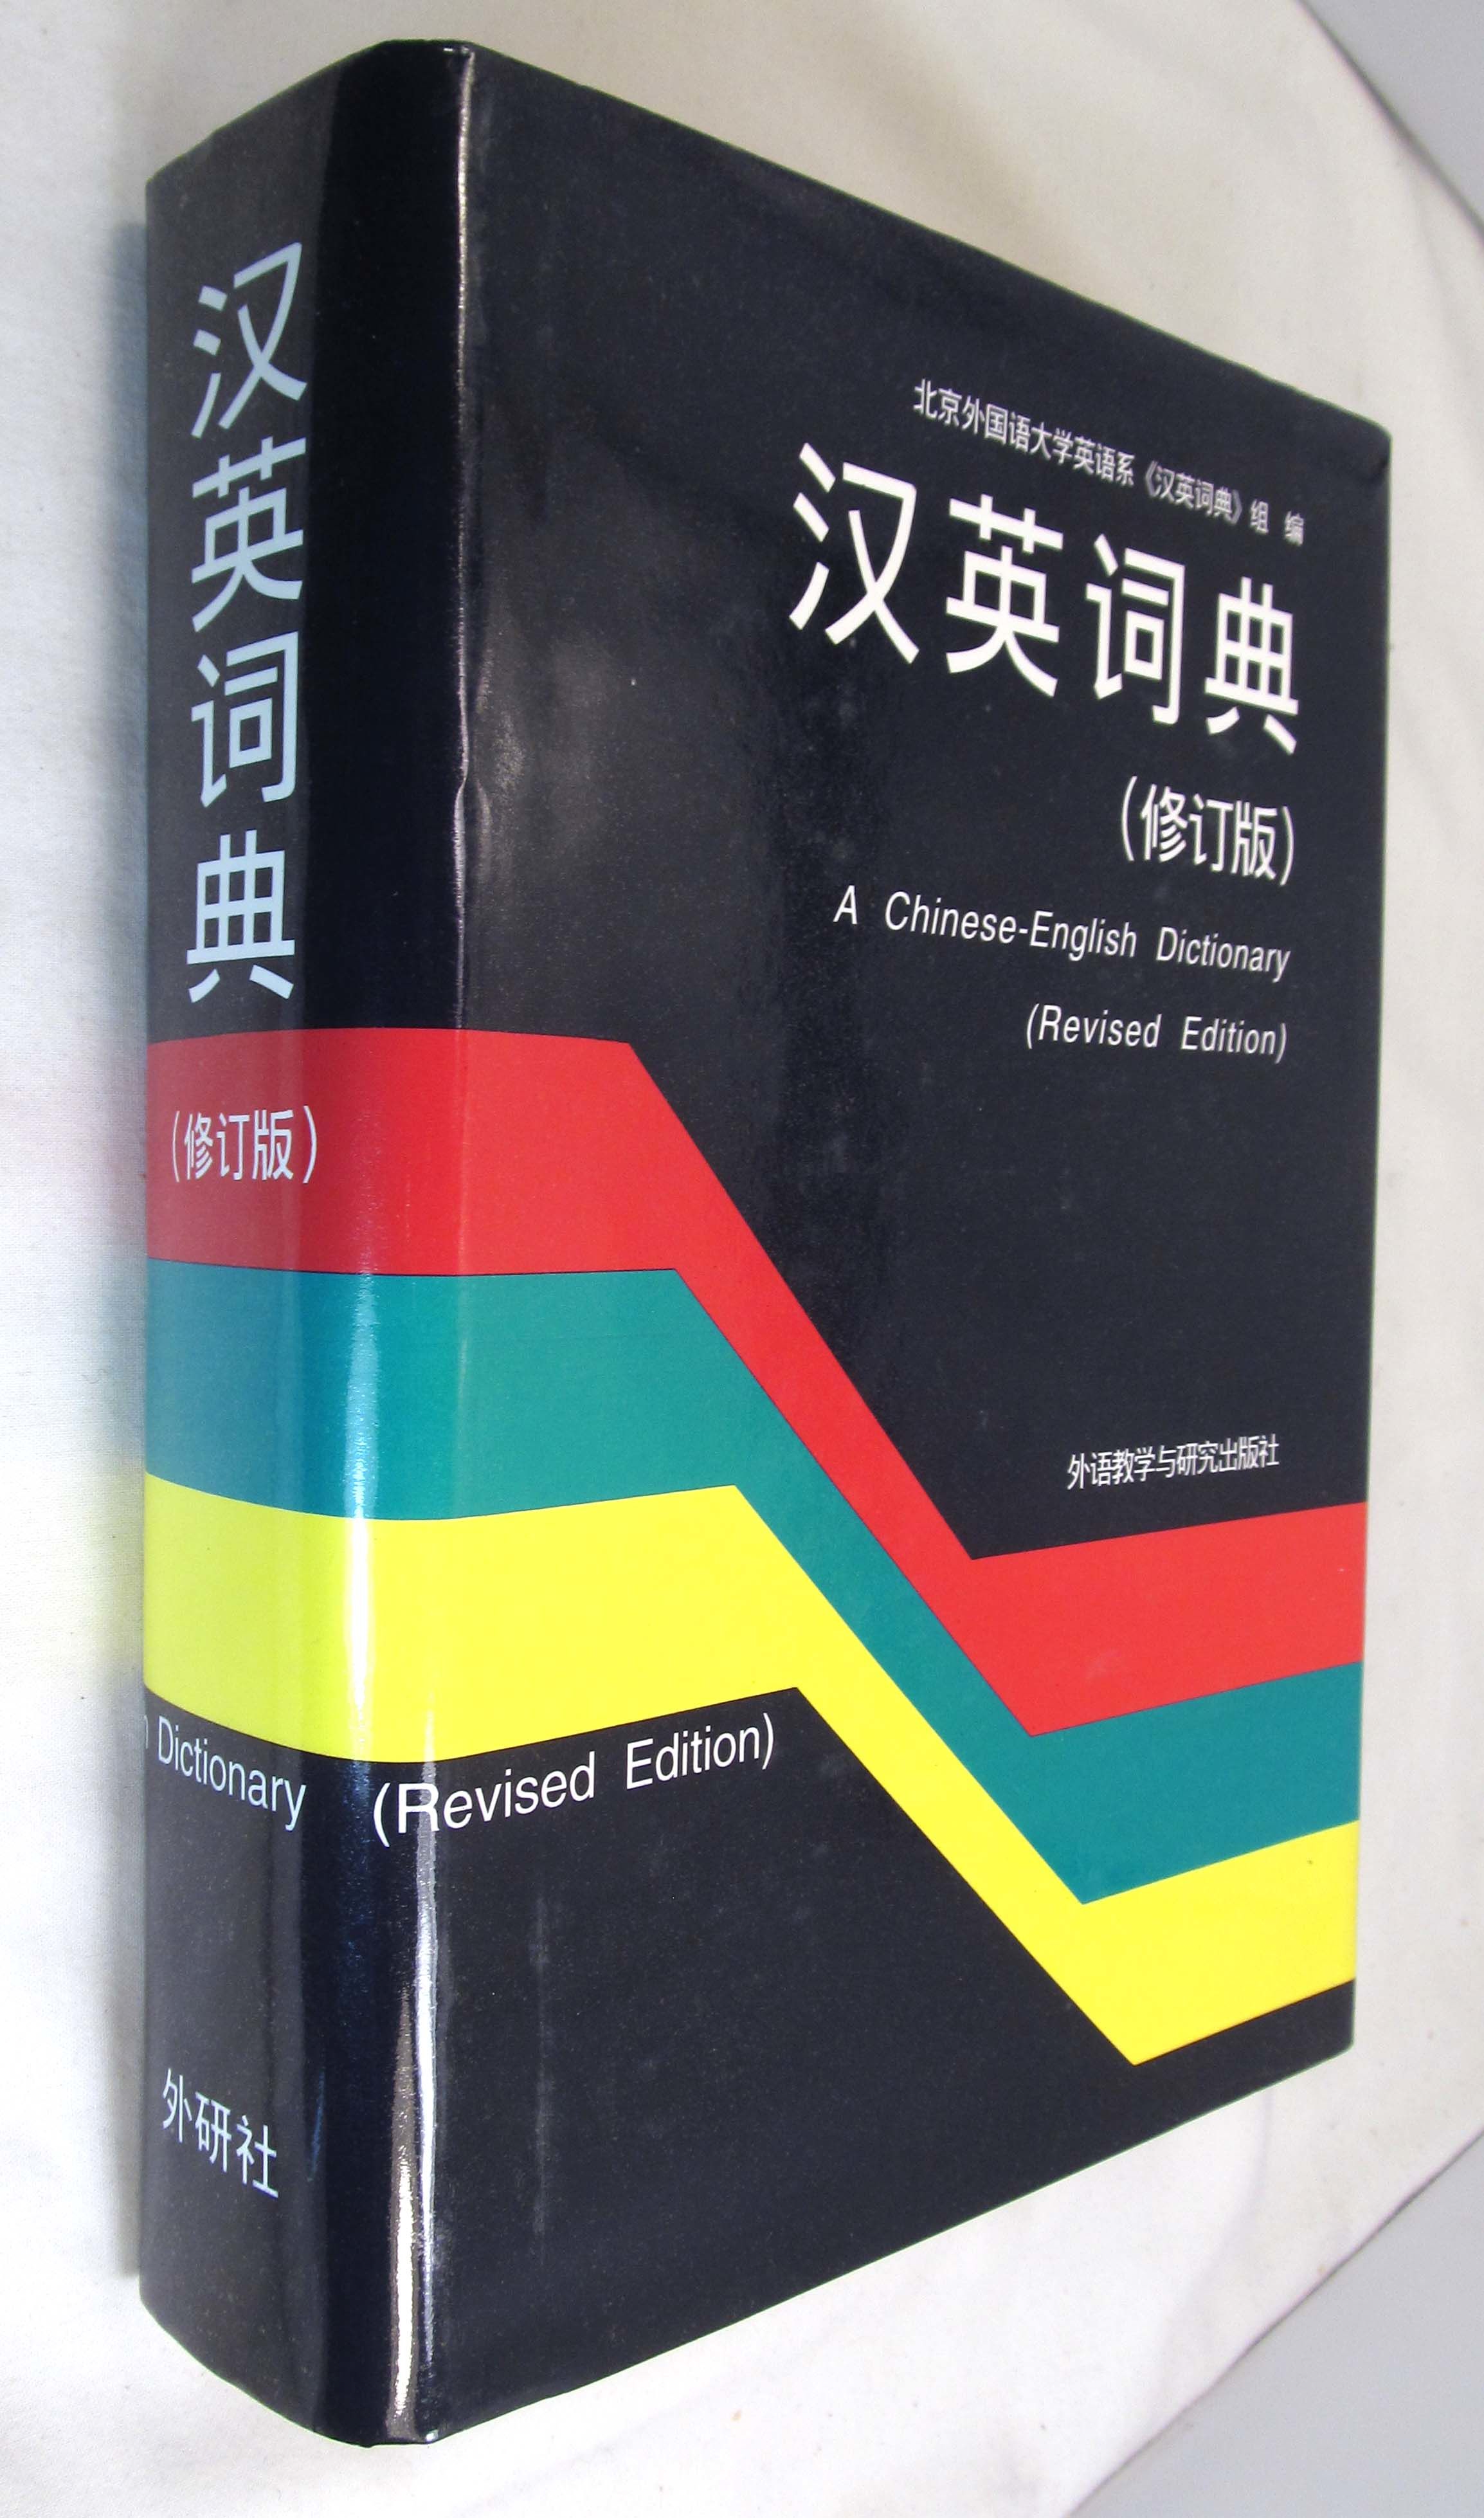 汉英词典
(修订版)
Dictionary (Revised Edition)
外研社
北京外国语大学英语系《汉英词典》组 编
汉英词典
(修订版)
A Chinese-English Dictionary
(Revised Edition)
外语教学与研究出版社